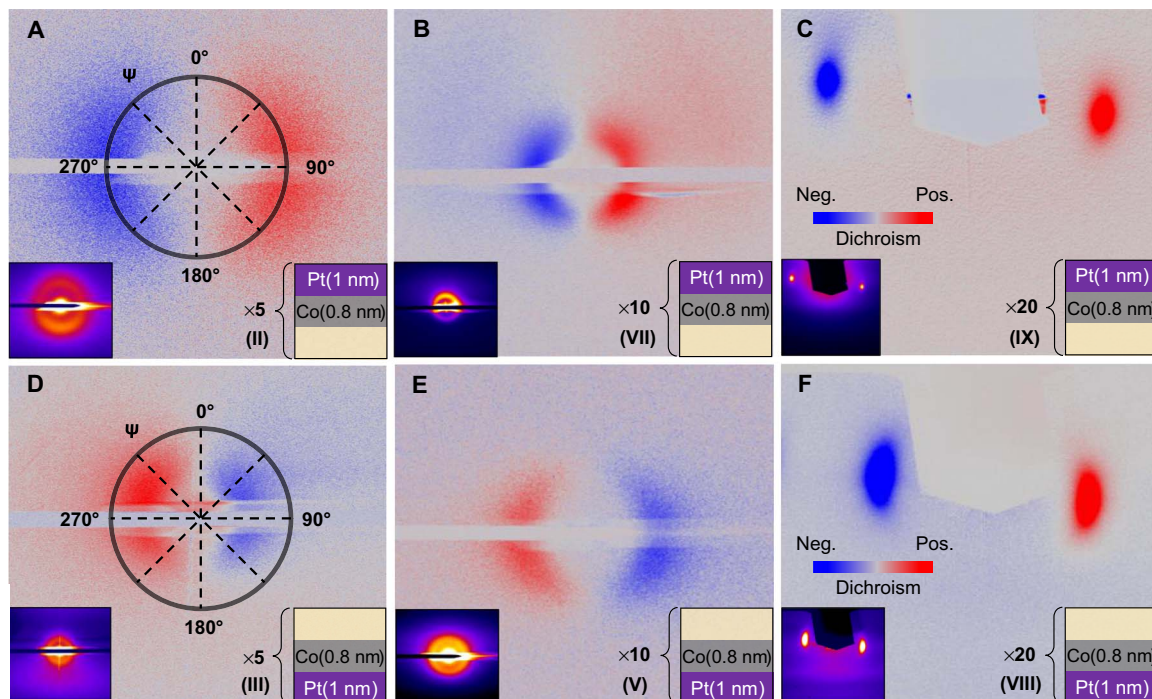 A
0°
Ψ
270°
90°
180°
×5
(II)
Pt(1 nm)
Co(0.8 nm)
B
×10
(VII)
Pt(1 nm)
Co(0.8 nm)
C
Neg.
Pos.
Dichroism
×20
(IX)
Pt(1 nm)
Co(0.8 nm)
D
0°
Ψ
270°
90°
180°
×5
(III)
Co(0.8 nm)
Pt(1 nm)
E
×10
(V)
Co(0.8 nm)
Pt(1 nm)
F
Neg.
Pos.
Dichroism
×20
(VIII)
Co(0.8 nm)
Pt(1 nm)